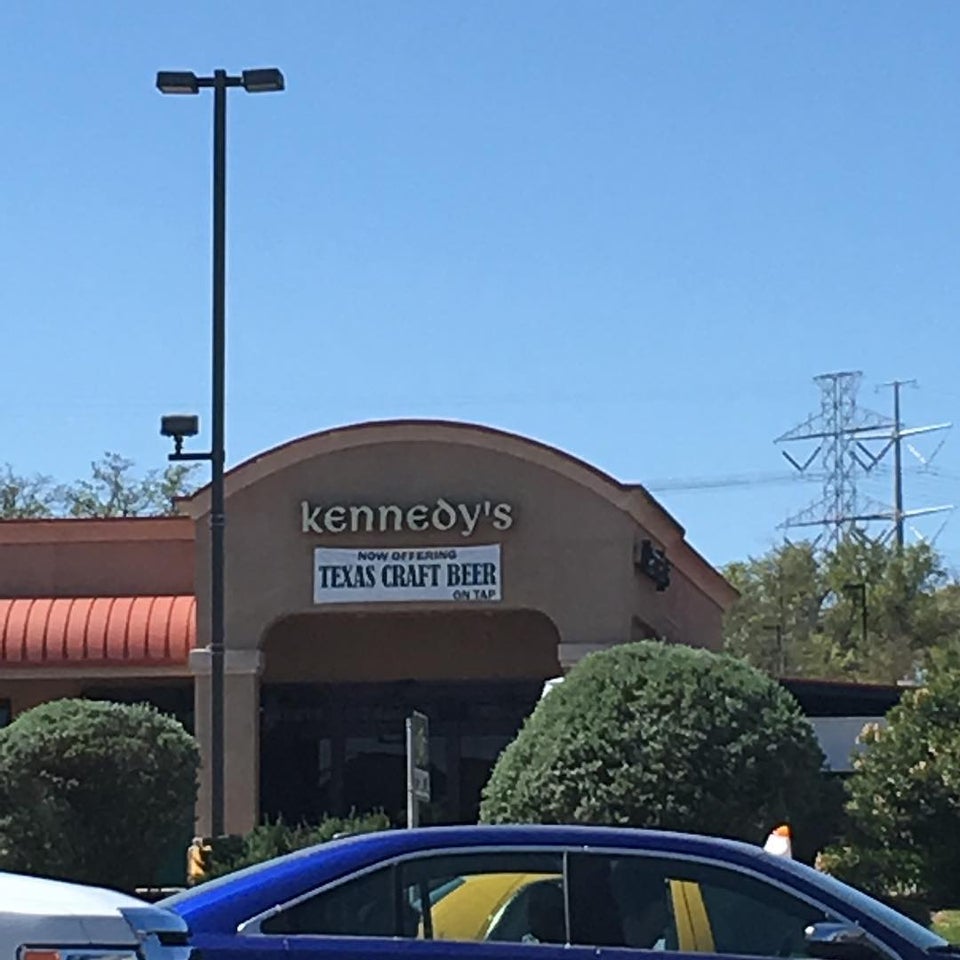 kennedy's
NOW OFFERING
TEXAS CRAFT BEER
ON TAP